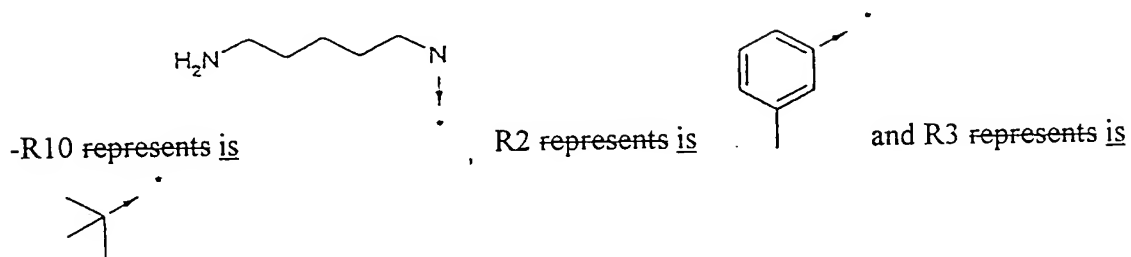 H₂N N
-R10 represents is , R2 represents is and R3 represents is